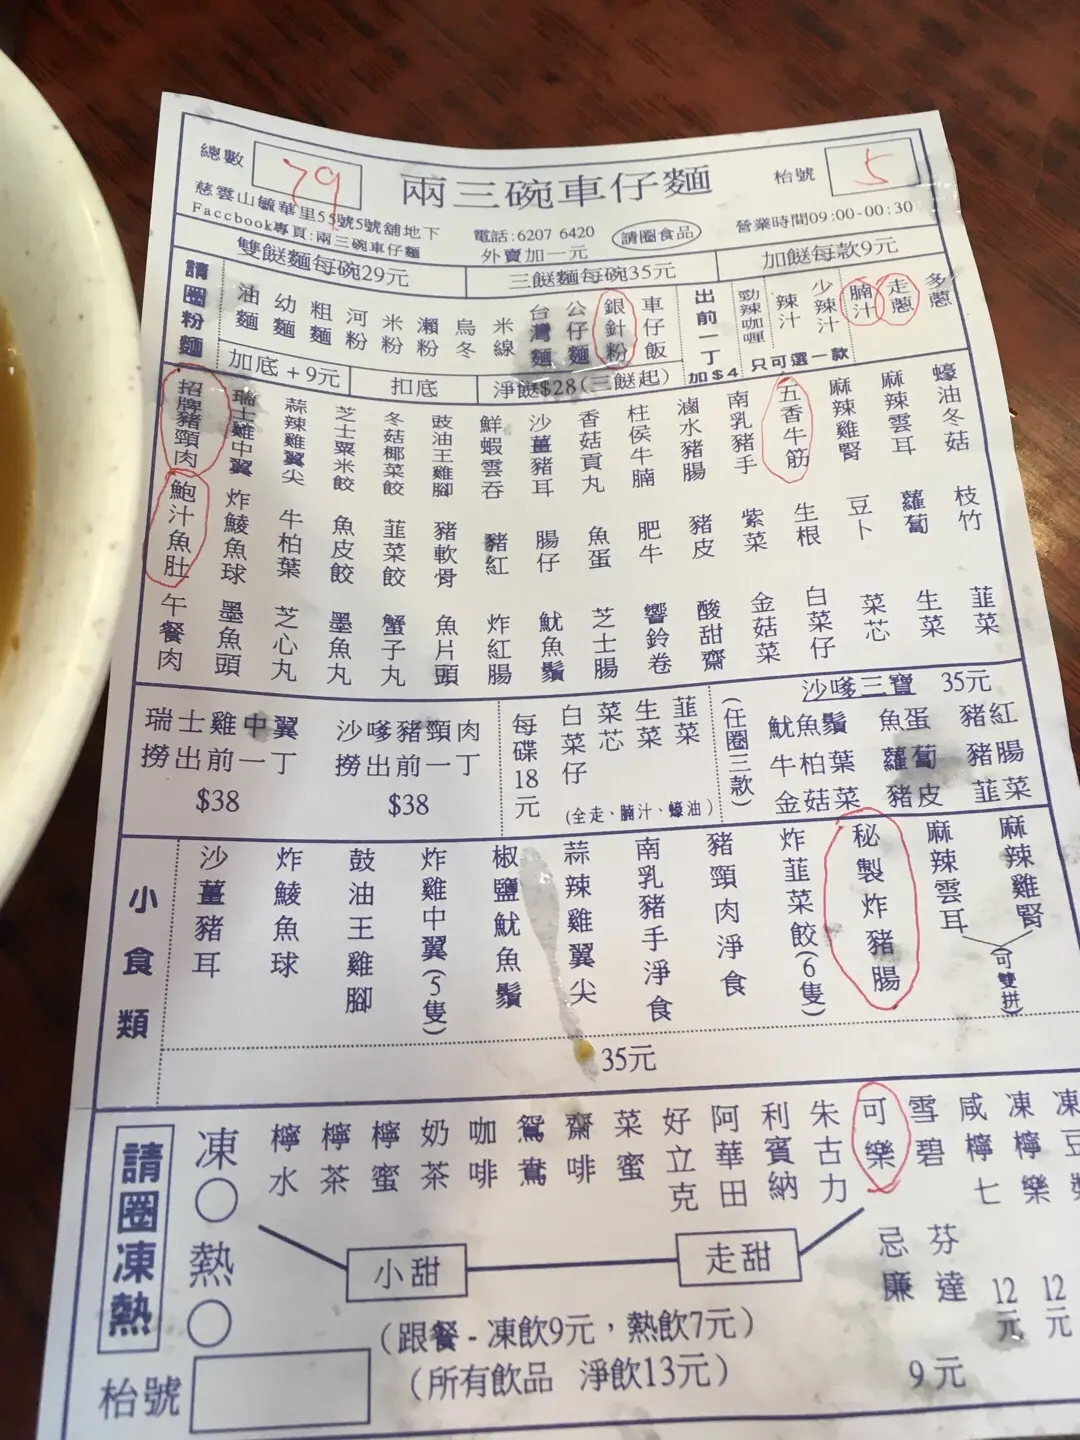 總數 79 兩三碗車仔麵 枱號 5
慈雲山毓華里55號5號舖地下 電話:6207 6420 請圈食品 營業時間09:00-00:30
Faccbook專頁:兩三碗車仔麵 外賣加一元
雙餸麵每碗29元 三餸麵每碗35元 加餸每款9元
請圈粉麵 油麵 幼麵 粗麵 河粉 米粉 瀨粉 烏冬 米線 台灣麵 公仔麵 銀針粉 車仔飯 出前一丁加$4 勁辣咖喱 辣汁 少辣汁 腩汁 走蔥 多蔥
只可選一款
加底 +9元 扣底 淨餸$28(三餸起)
招牌豬頸肉 瑞士雞中翼 蒜辣雞翼尖 芝士粟米餃 冬菇椰菜餃 豉油王雞腳 鮮蝦雲吞 沙薑豬耳 香菇貢丸 柱侯牛腩 滷水豬腸 南乳豬手 五香牛筋 麻辣雞腎 麻辣雲耳 蠔油冬菇
鮑汁魚肚 炸鯪魚球 牛柏葉 魚皮餃 韮菜餃 豬軟骨 豬紅 腸仔 魚蛋 肥牛 豬皮 紫菜 生根 豆卜 蘿蔔 枝竹
午餐肉 墨魚頭 芝心丸 墨魚丸 蟹子丸 魚片頭 炸紅腸 魷魚鬚 芝士腸 響鈴卷 酸甜齋 金菇菜 白菜仔 菜芯 生菜 韮菜
瑞士雞中翼
撈出前一丁
$38
沙嗲豬頸肉
撈出前一丁
$38
每碟18元 白菜仔 菜芯 生菜 韮菜
(全走、腩汁、蠔油)
(任圈三款) 沙嗲三寶 35元
魷魚鬚 魚蛋 豬紅
牛柏葉 蘿蔔 豬腸
金菇菜 豬皮 韮菜
小食類 沙薑豬耳 炸鯪魚球 鼓油王雞腳 炸雞中翼(5隻) 椒鹽魷魚鬚 蒜辣雞翼尖 南乳豬手淨食 豬頸肉淨食 炸韮菜餃(6隻) 秘製炸豬腸 麻辣雲耳 麻辣雞腎
(可雙拼)
35元
請圈凍熱 凍 熱 檸水 檸茶 檸蜜 奶茶 咖啡 鴛鴦 齋啡 菜蜜 好立克 阿華田 利賓納 朱古力 可樂 雪碧 咸檸七 凍檸樂
忌廉 芬達 12元 12元
小甜 走甜
(跟餐 - 凍飲9元，熱飲7元)
(所有飲品 淨飲13元) 9元
枱號